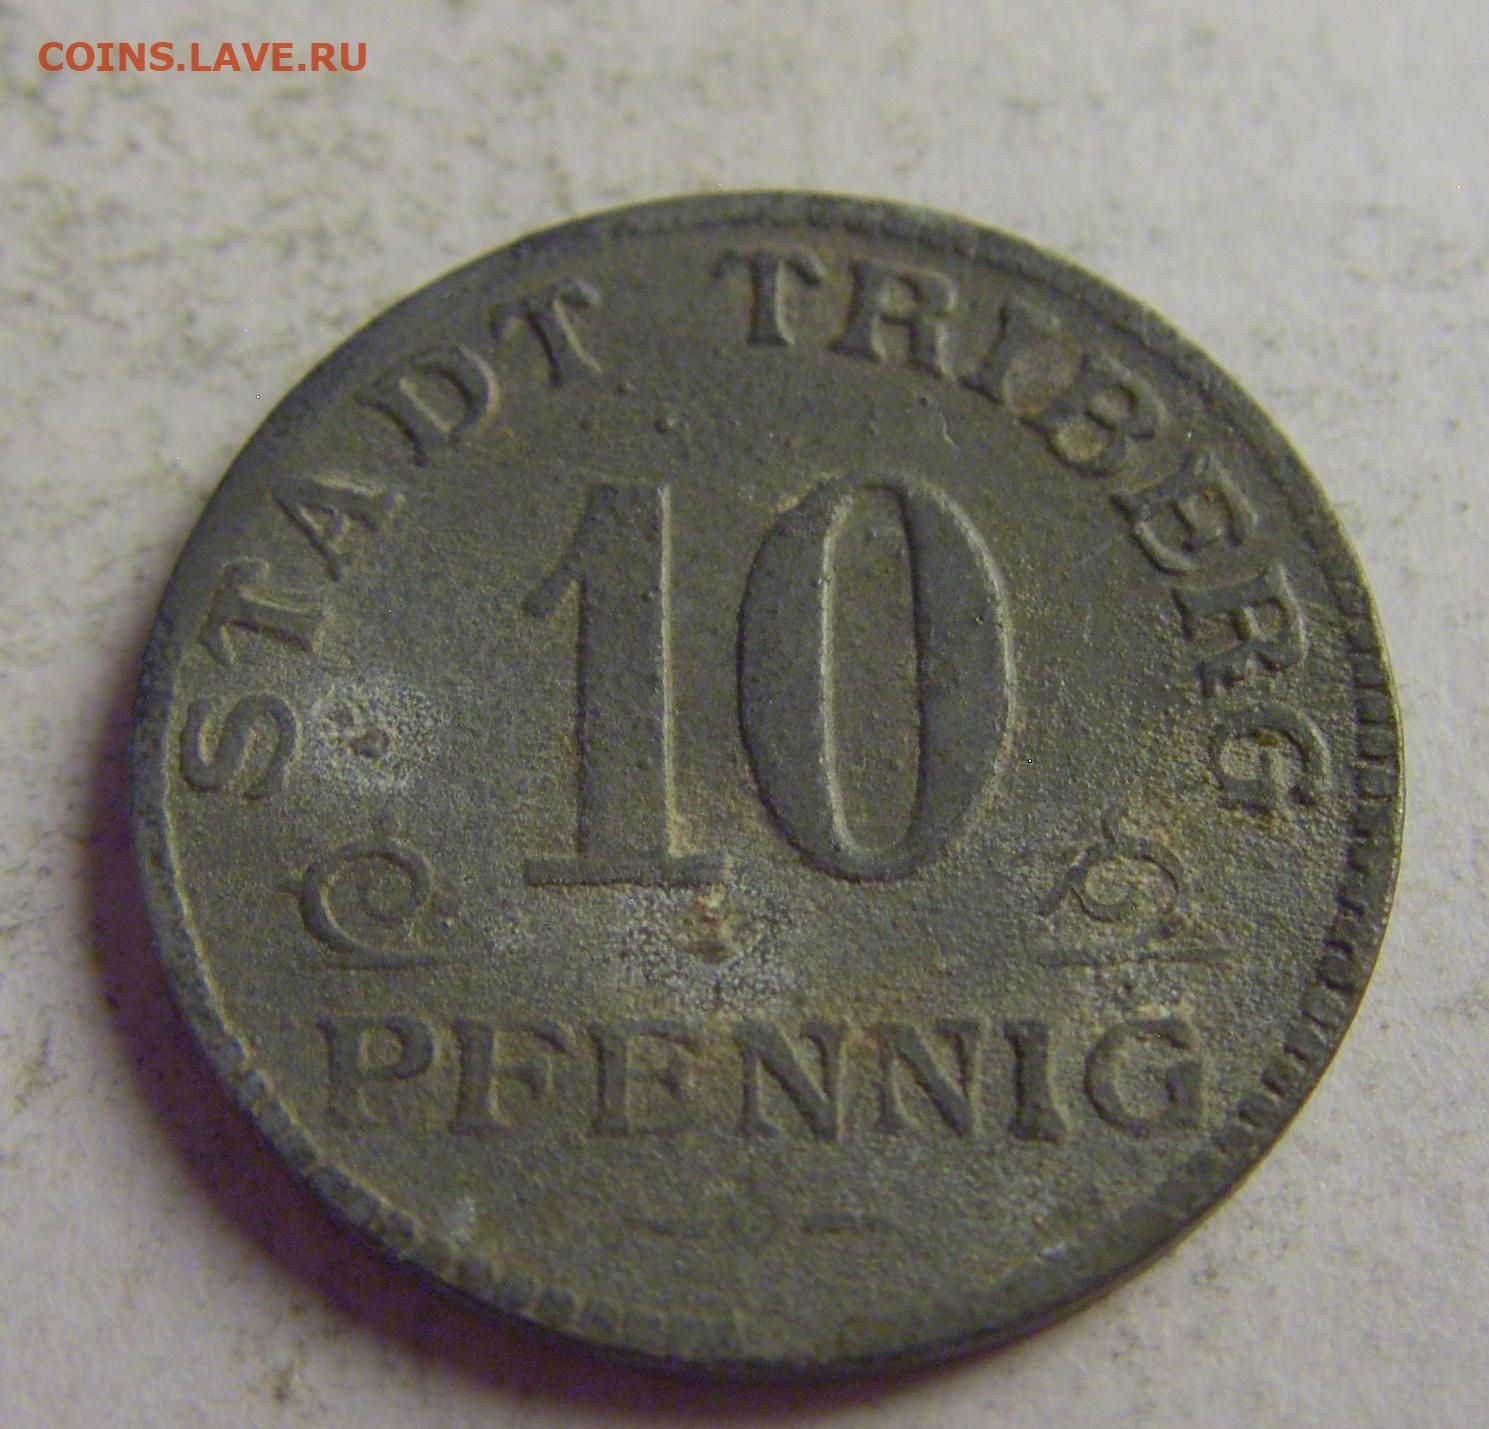 COINS.LAVE.RU
STADT TRIBERG
10
PFENNIG